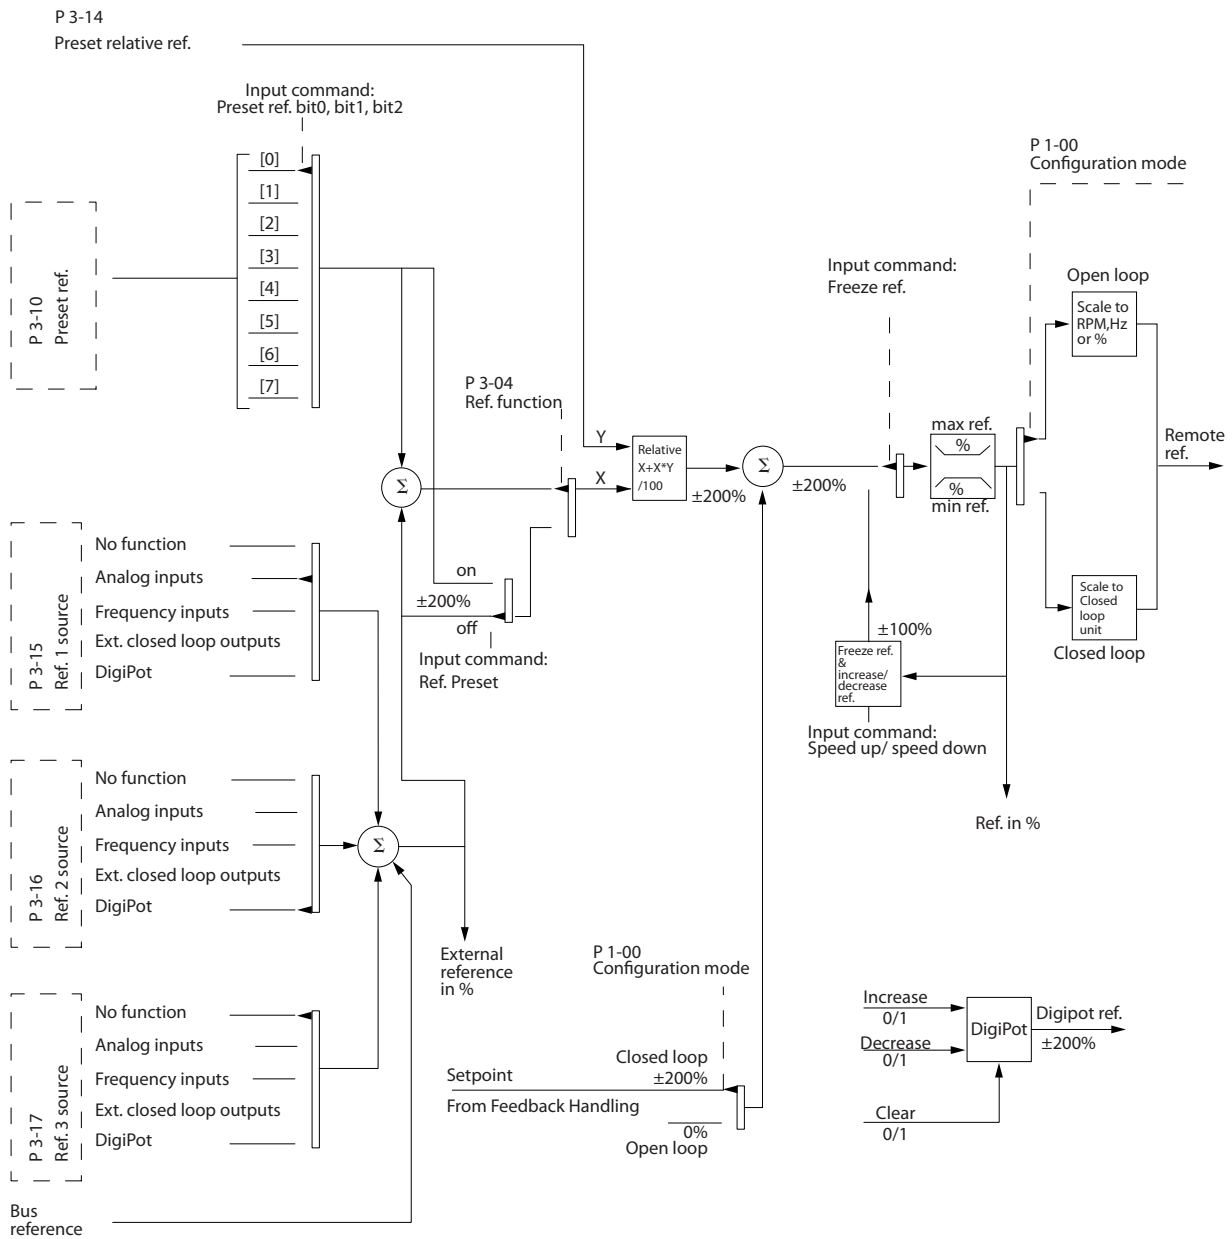 P 3-14
Preset relative ref.
Input command:
Preset ref. bit0, bit1, bit2
[0]
[1]
[2]
[3]
[4]
[5]
[6]
[7]
P 3-10
Preset ref.
P 1-00
Configuration mode
Input command:
Freeze ref.
Open loop
Scale to
RPM,Hz
or %
P 3-04
Ref. function
Y
X
Relative
X+X*Y
/100
±200%
Σ
±200%
max ref.
%
%
min ref.
Remote
ref.
Σ
P 3-15
Ref. 1 source
No function
Analog inputs
Frequency inputs
Ext. closed loop outputs
DigiPot
on
±200%
off
Input command:
Ref. Preset
±100%
Freeze ref.
&
increase/
decrease
ref.
Input command:
Speed up/ speed down
Scale to
Closed
loop
unit
Closed loop
Ref. in %
P 3-16
Ref. 2 source
No function
Analog inputs
Frequency inputs
Ext. closed loop outputs
DigiPot
Σ
External
reference
in %
P 3-17
Ref. 3 source
No function
Analog inputs
Frequency inputs
Ext. closed loop outputs
DigiPot
Bus
reference
P 1-00
Configuration mode
Closed loop
±200%
Setpoint
From Feedback Handling
0%
Open loop
Increase
0/1
Decrease
0/1
Clear
0/1
DigiPot
Digipot ref.
±200%